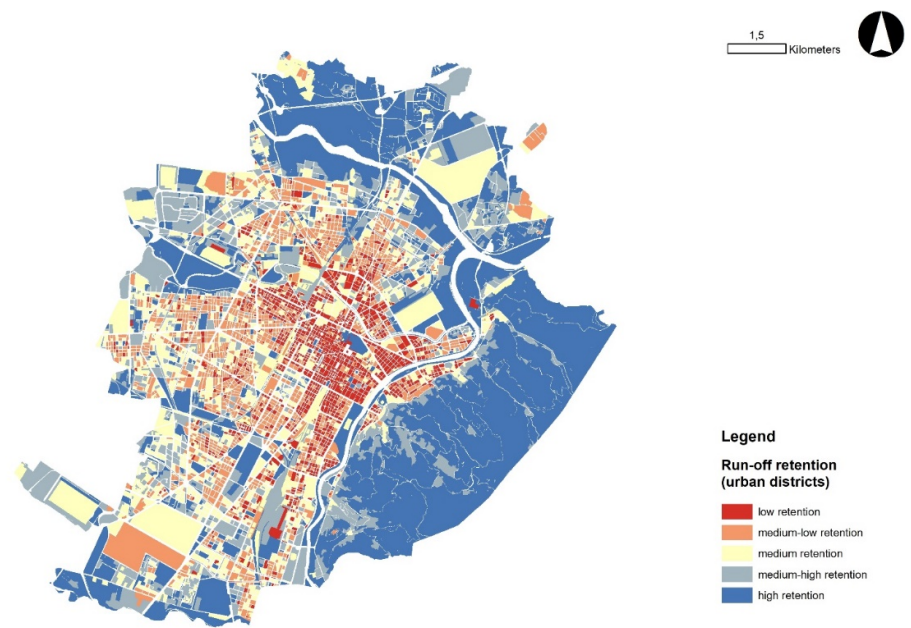 1,5
Kilometers
Legend
Run-off retention
(urban districts)
low retention
medium-low retention
medium retention
medium-high retention
high retention